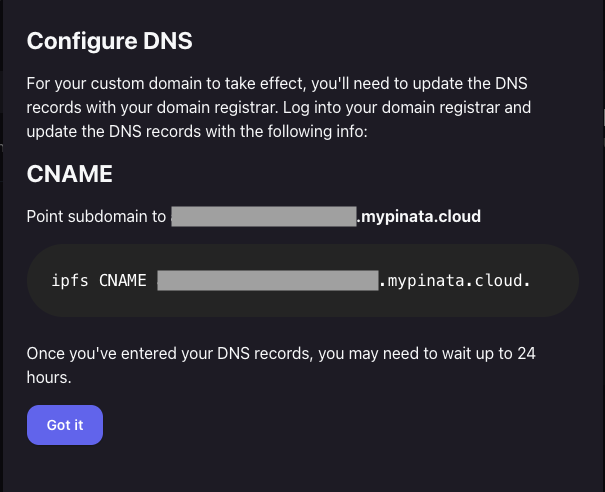 Configure DNS
For your custom domain to take effect, you'll need to update the DNS
records with your domain registrar. Log into your domain registrar and
update the DNS records with the following info:
CNAME
Point subdomain to .mypinata.cloud
ipfs CNAME .mypinata.cloud.
Once you've entered your DNS records, you may need to wait up to 24
hours.
Got it